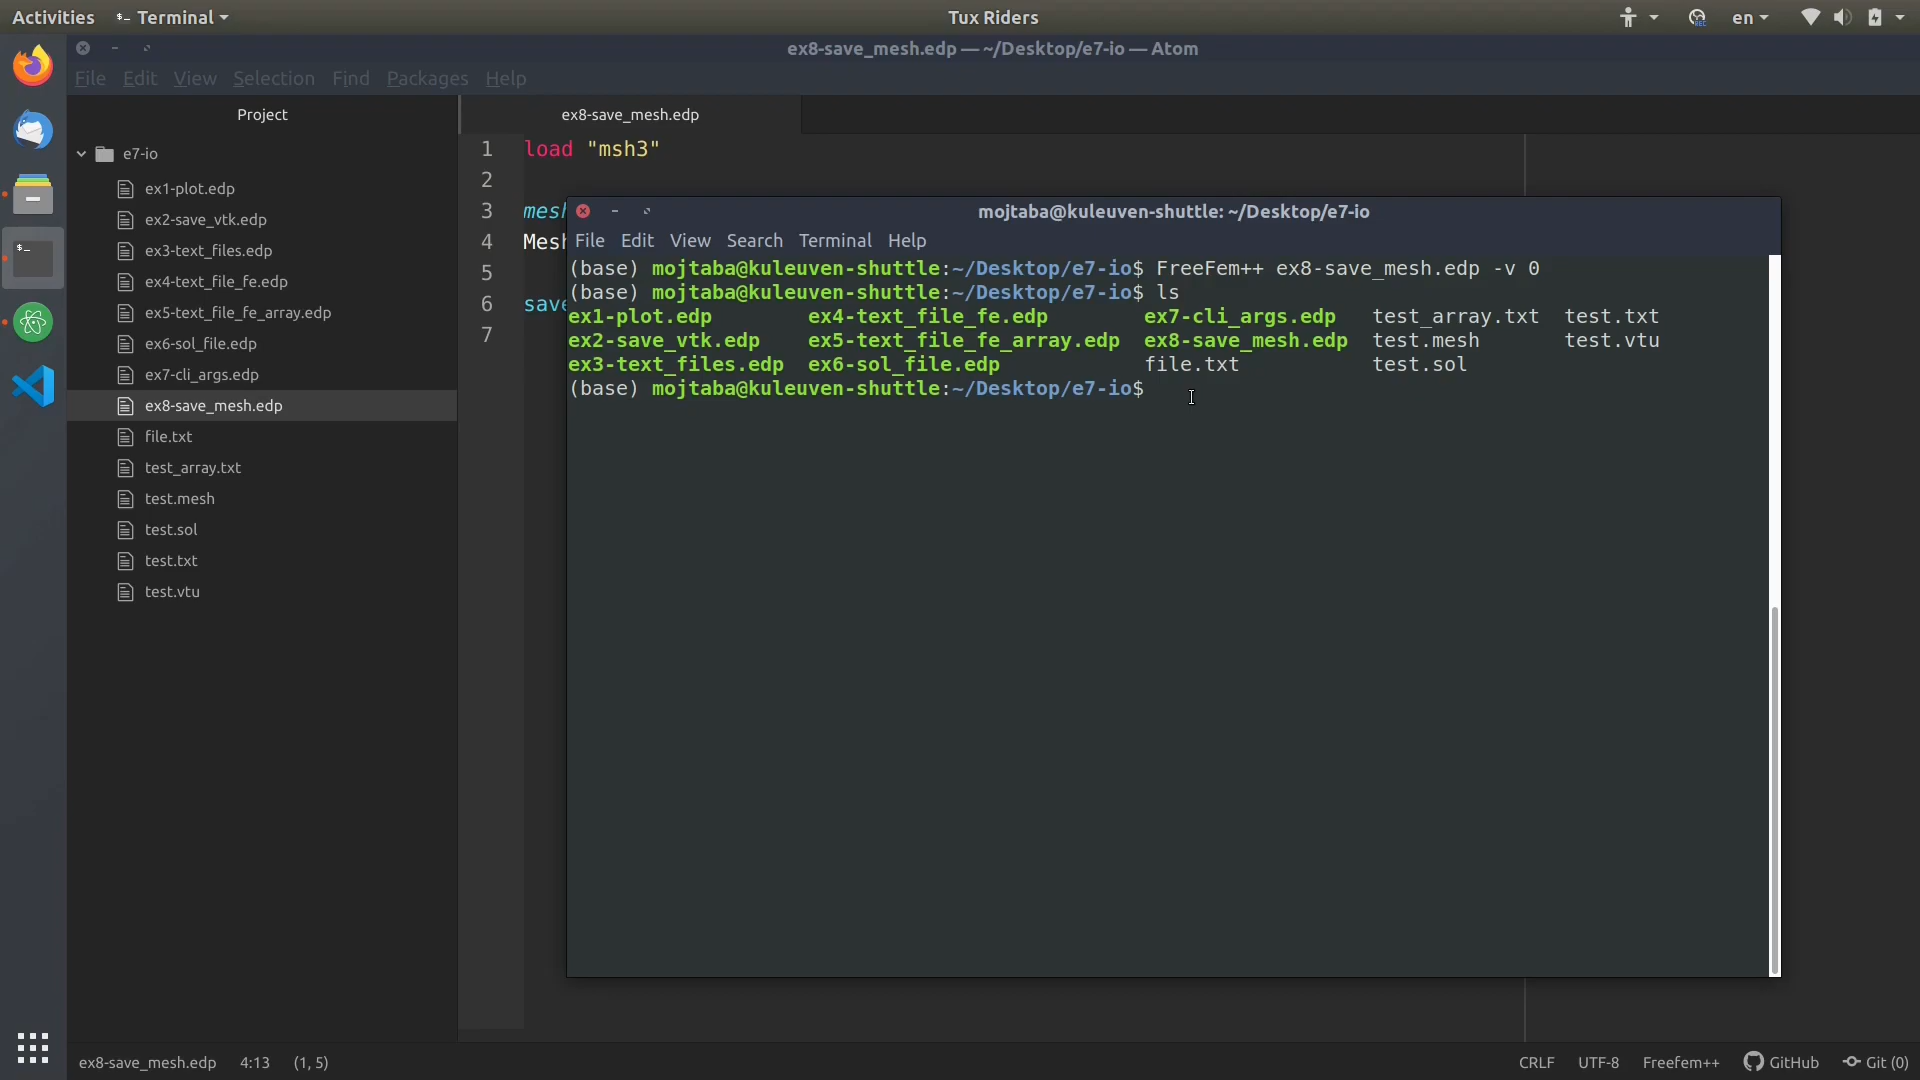 Activities
Terminal
Tux Riders
REC
en
ex8-save_mesh.edp — ~/Desktop/e7-io — Atom
File Edit View Selection Find Packages Help
Project
e7-io
ex1-plot.edp
ex2-save_vtk.edp
ex3-text_files.edp
ex4-text_file_fe.edp
ex5-text_file_fe_array.edp
ex6-sol_file.edp
ex7-cli_args.edp
ex8-save_mesh.edp
file.txt
test_array.txt
test.mesh
test.sol
test.txt
test.vtu
ex8-save_mesh.edp
1 load "msh3"
2
3 mesh
4 Mesh
5
6 save
7
mojtaba@kuleuven-shuttle: ~/Desktop/e7-io
File Edit View Search Terminal Help
(base) mojtaba@kuleuven-shuttle:~/Desktop/e7-io$ FreeFem++ ex8-save_mesh.edp -v 0
(base) mojtaba@kuleuven-shuttle:~/Desktop/e7-io$ ls
ex1-plot.edp ex4-text_file_fe.edp ex7-cli_args.edp test_array.txt test.txt
ex2-save_vtk.edp ex5-text_file_fe_array.edp ex8-save_mesh.edp test.mesh test.vtu
ex3-text_files.edp ex6-sol_file.edp file.txt test.sol
(base) mojtaba@kuleuven-shuttle:~/Desktop/e7-io$
ex8-save_mesh.edp 4:13 (1, 5)
CRLF UTF-8 Freefem++ GitHub Git (0)